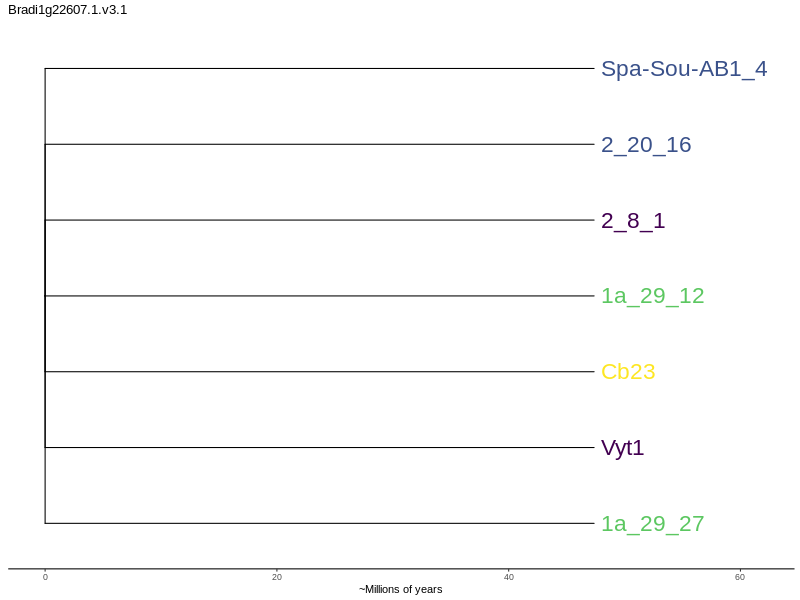 Bradi1g22607.1.v3.1
Spa-Sou-AB1_4
2_20_16
2_8_1
1a_29_12
Cb23
Vyt1
1a_29_27
0 20 40 60
~Millions of years